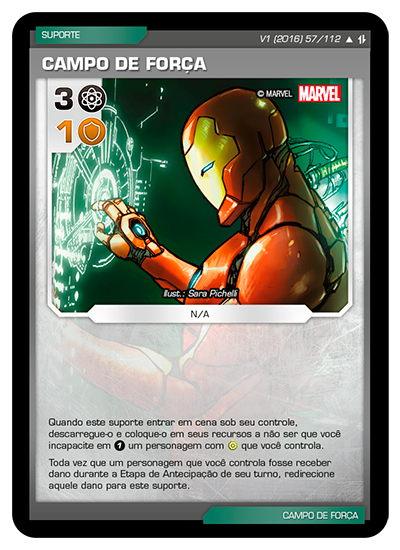 SUPORTE
V1 (2016) 57/112
CAMPO DE FORÇA
3
10
© MARVEL MARVEL
Illust.: Sara Pichelli
N/A
Quando este suporte entrar em cena sob seu controle,
descarregue-o e coloque-o em seus recursos a não ser que você
incapacite em 1 um personagem com que você controla.
Toda vez que um personagem que você controla fosse receber
dano durante a Etapa de Antecipação de seu turno, redirecione
aquele dano para este suporte.
CAMPO DE FORÇA